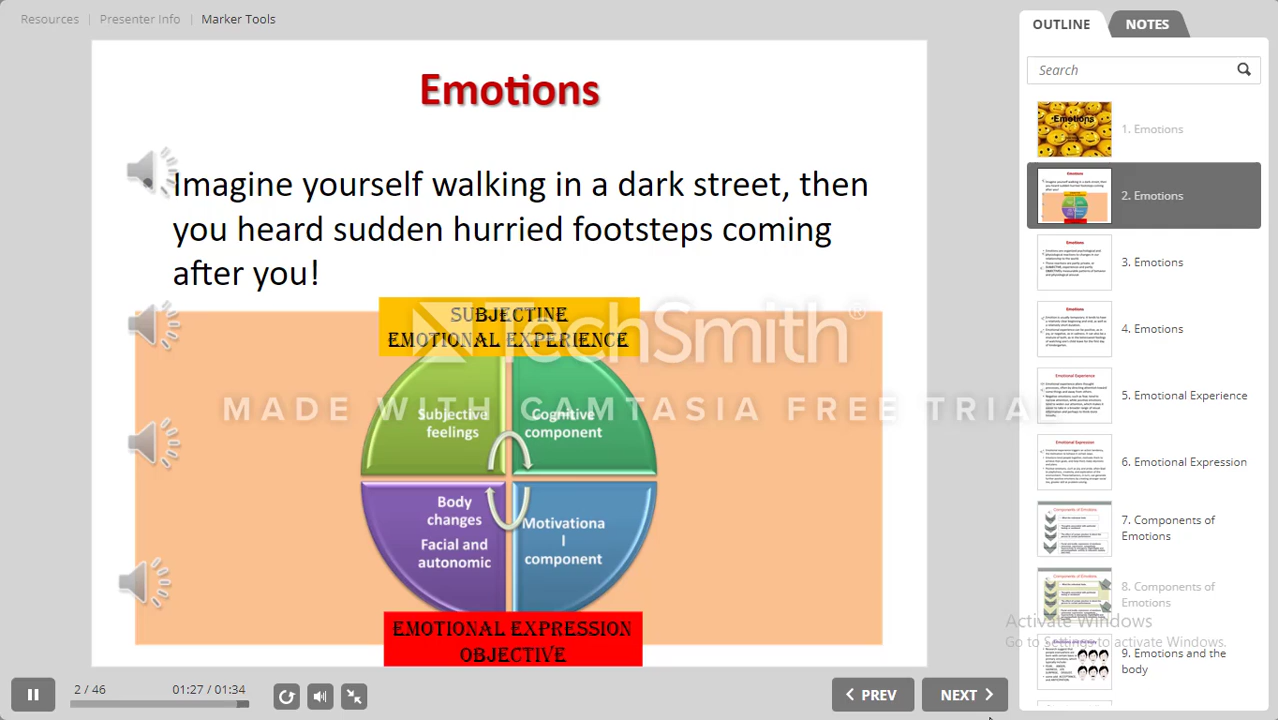 Resources | Presenter Info | Marker Tools
OUTLINE
NOTES
Search
Emotions
Imagine yourself walking in a dark street, then
you heard sudden hurried footsteps coming
after you!
SUBJECTINE
EMOTIONAL EXPERIENCE
TechSmith®
MADE WITH CAMTASIA FREE TRIAL
Subjective
feelings
Cognitive
component
Body
changes
Facial and
autonomic
Motivationa
l
component
EMOTIONAL EXPRESSION
OBJECTIVE
Emotions
1. Emotions
2. Emotions
3. Emotions
4. Emotions
5. Emotional Experience
6. Emotional Expression
7. Components of
Emotions
8. Components of
Emotions
9. Emotions and the
body
Activate Windows
Go to Settings to activate Windows.
2 / 46
01:27 / 01:34
PREV
NEXT